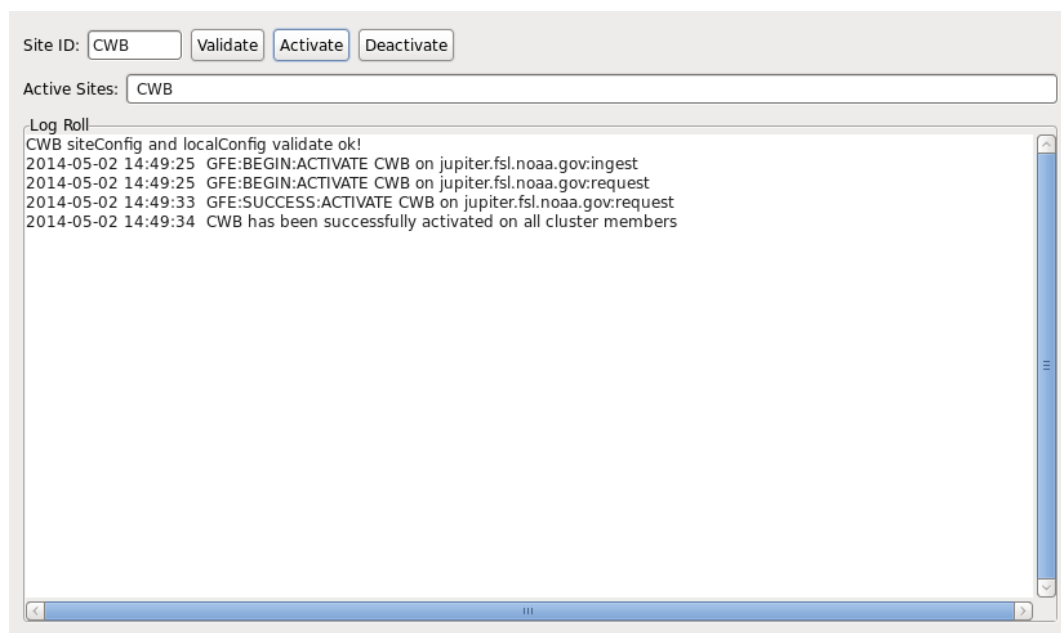 Site ID: CWB Validate Activate Deactivate
Active Sites: CWB
Log Roll
CWB siteConfig and localConfig validate ok!
2014-05-02 14:49:25 GFE:BEGIN:ACTIVATE CWB on jupiter.fsl.noaa.gov:ingest
2014-05-02 14:49:25 GFE:BEGIN:ACTIVATE CWB on jupiter.fsl.noaa.gov:request
2014-05-02 14:49:33 GFE:SUCCESS:ACTIVATE CWB on jupiter.fsl.noaa.gov:request
2014-05-02 14:49:34 CWB has been successfully activated on all cluster members